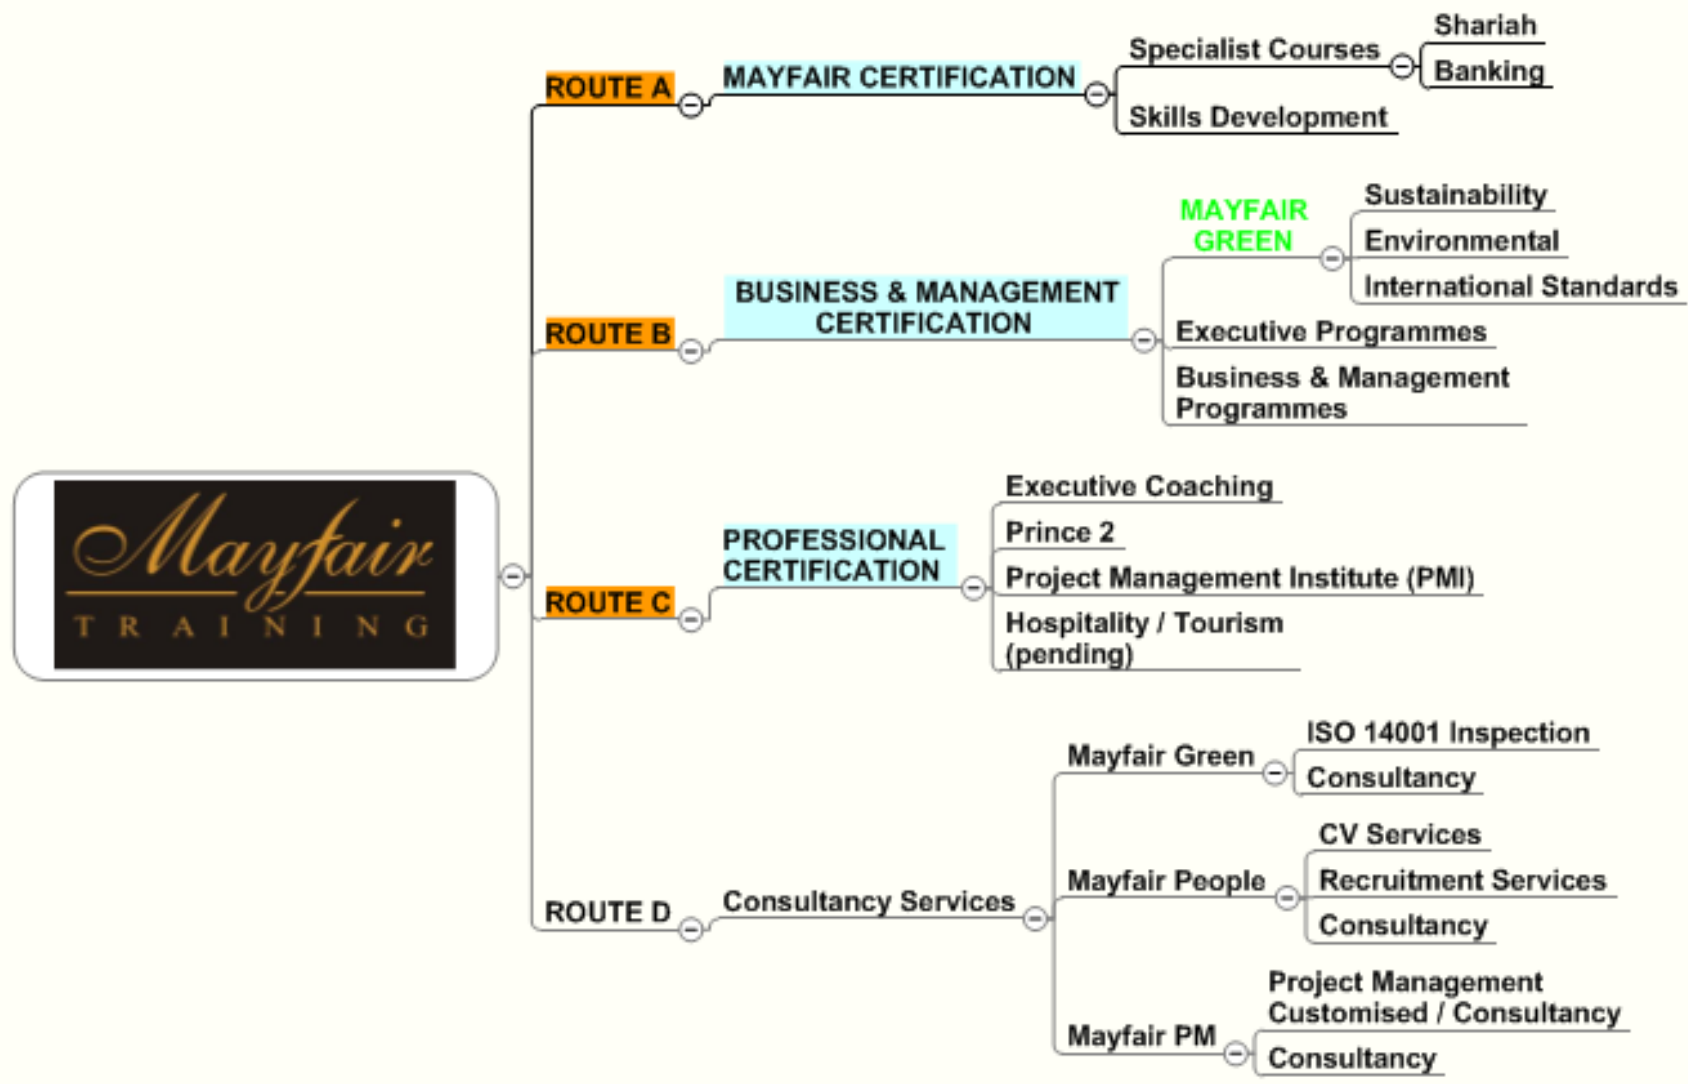 ROUTE A
MAYFAIR CERTIFICATION
Specialist Courses
Shariah
Banking
Skills Development
ROUTE B
BUSINESS & MANAGEMENT
CERTIFICATION
MAYFAIR
GREEN
Sustainability
Environmental
International Standards
Executive Programmes
Business & Management
Programmes
Mayfair
TRAINING
ROUTE C
PROFESSIONAL
CERTIFICATION
Executive Coaching
Prince 2
Project Management Institute (PMI)
Hospitality / Tourism
(pending)
ROUTE D
Consultancy Services
Mayfair Green
ISO 14001 Inspection
Consultancy
Mayfair People
CV Services
Recruitment Services
Consultancy
Mayfair PM
Project Management
Customised / Consultancy
Consultancy